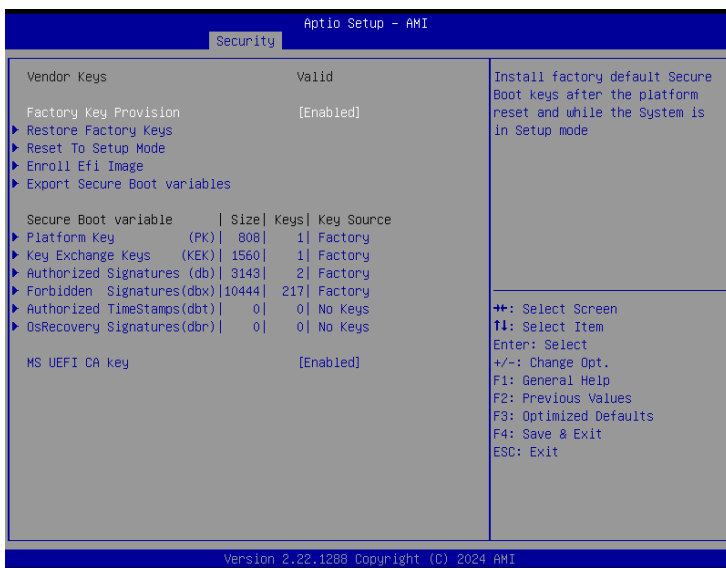 Aptio Setup – AMI
Security
Vendor Keys Valid
Factory Key Provision [Enabled]
Restore Factory Keys
Reset To Setup Mode
Enroll Efi Image
Export Secure Boot variables
Secure Boot variable | Size| Keys| Key Source
Platform Key (PK)| 808| 1| Factory
Key Exchange Keys (KEK)| 1560| 1| Factory
Authorized Signatures (db)| 3143| 2| Factory
Forbidden Signatures(dbx)|10444| 217| Factory
Authorized TimeStamps(dbt)| 0| 0| No Keys
OsRecovery Signatures(dbr)| 0| 0| No Keys
MS UEFI CA key [Enabled]
Install factory default Secure
Boot keys after the platform
reset and while the System is
in Setup mode
→←: Select Screen
↑↓: Select Item
Enter: Select
+/-: Change Opt.
F1: General Help
F2: Previous Values
F3: Optimized Defaults
F4: Save & Exit
ESC: Exit
Version 2.22.1288 Copyright (C) 2024 AMI